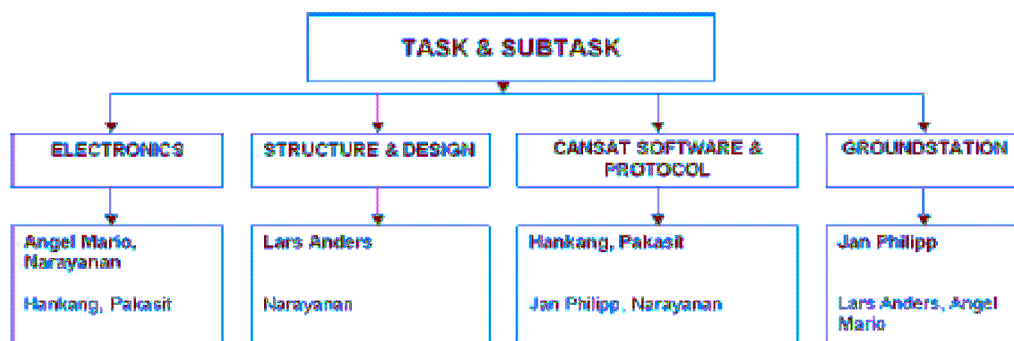 TASK & SUBTASK
ELECTRONICS
STRUCTURE & DESIGN
CANSAT SOFTWARE &
PROTOCOL
GROUNDSTATION
Angel Mario,
Narayanan
Hankang, Pakasit
Lars Anders
Narayanan
Hankang, Pakasit
Jan Philipp, Narayanan
Jan Philipp
Lars Anders, Angel
Mario